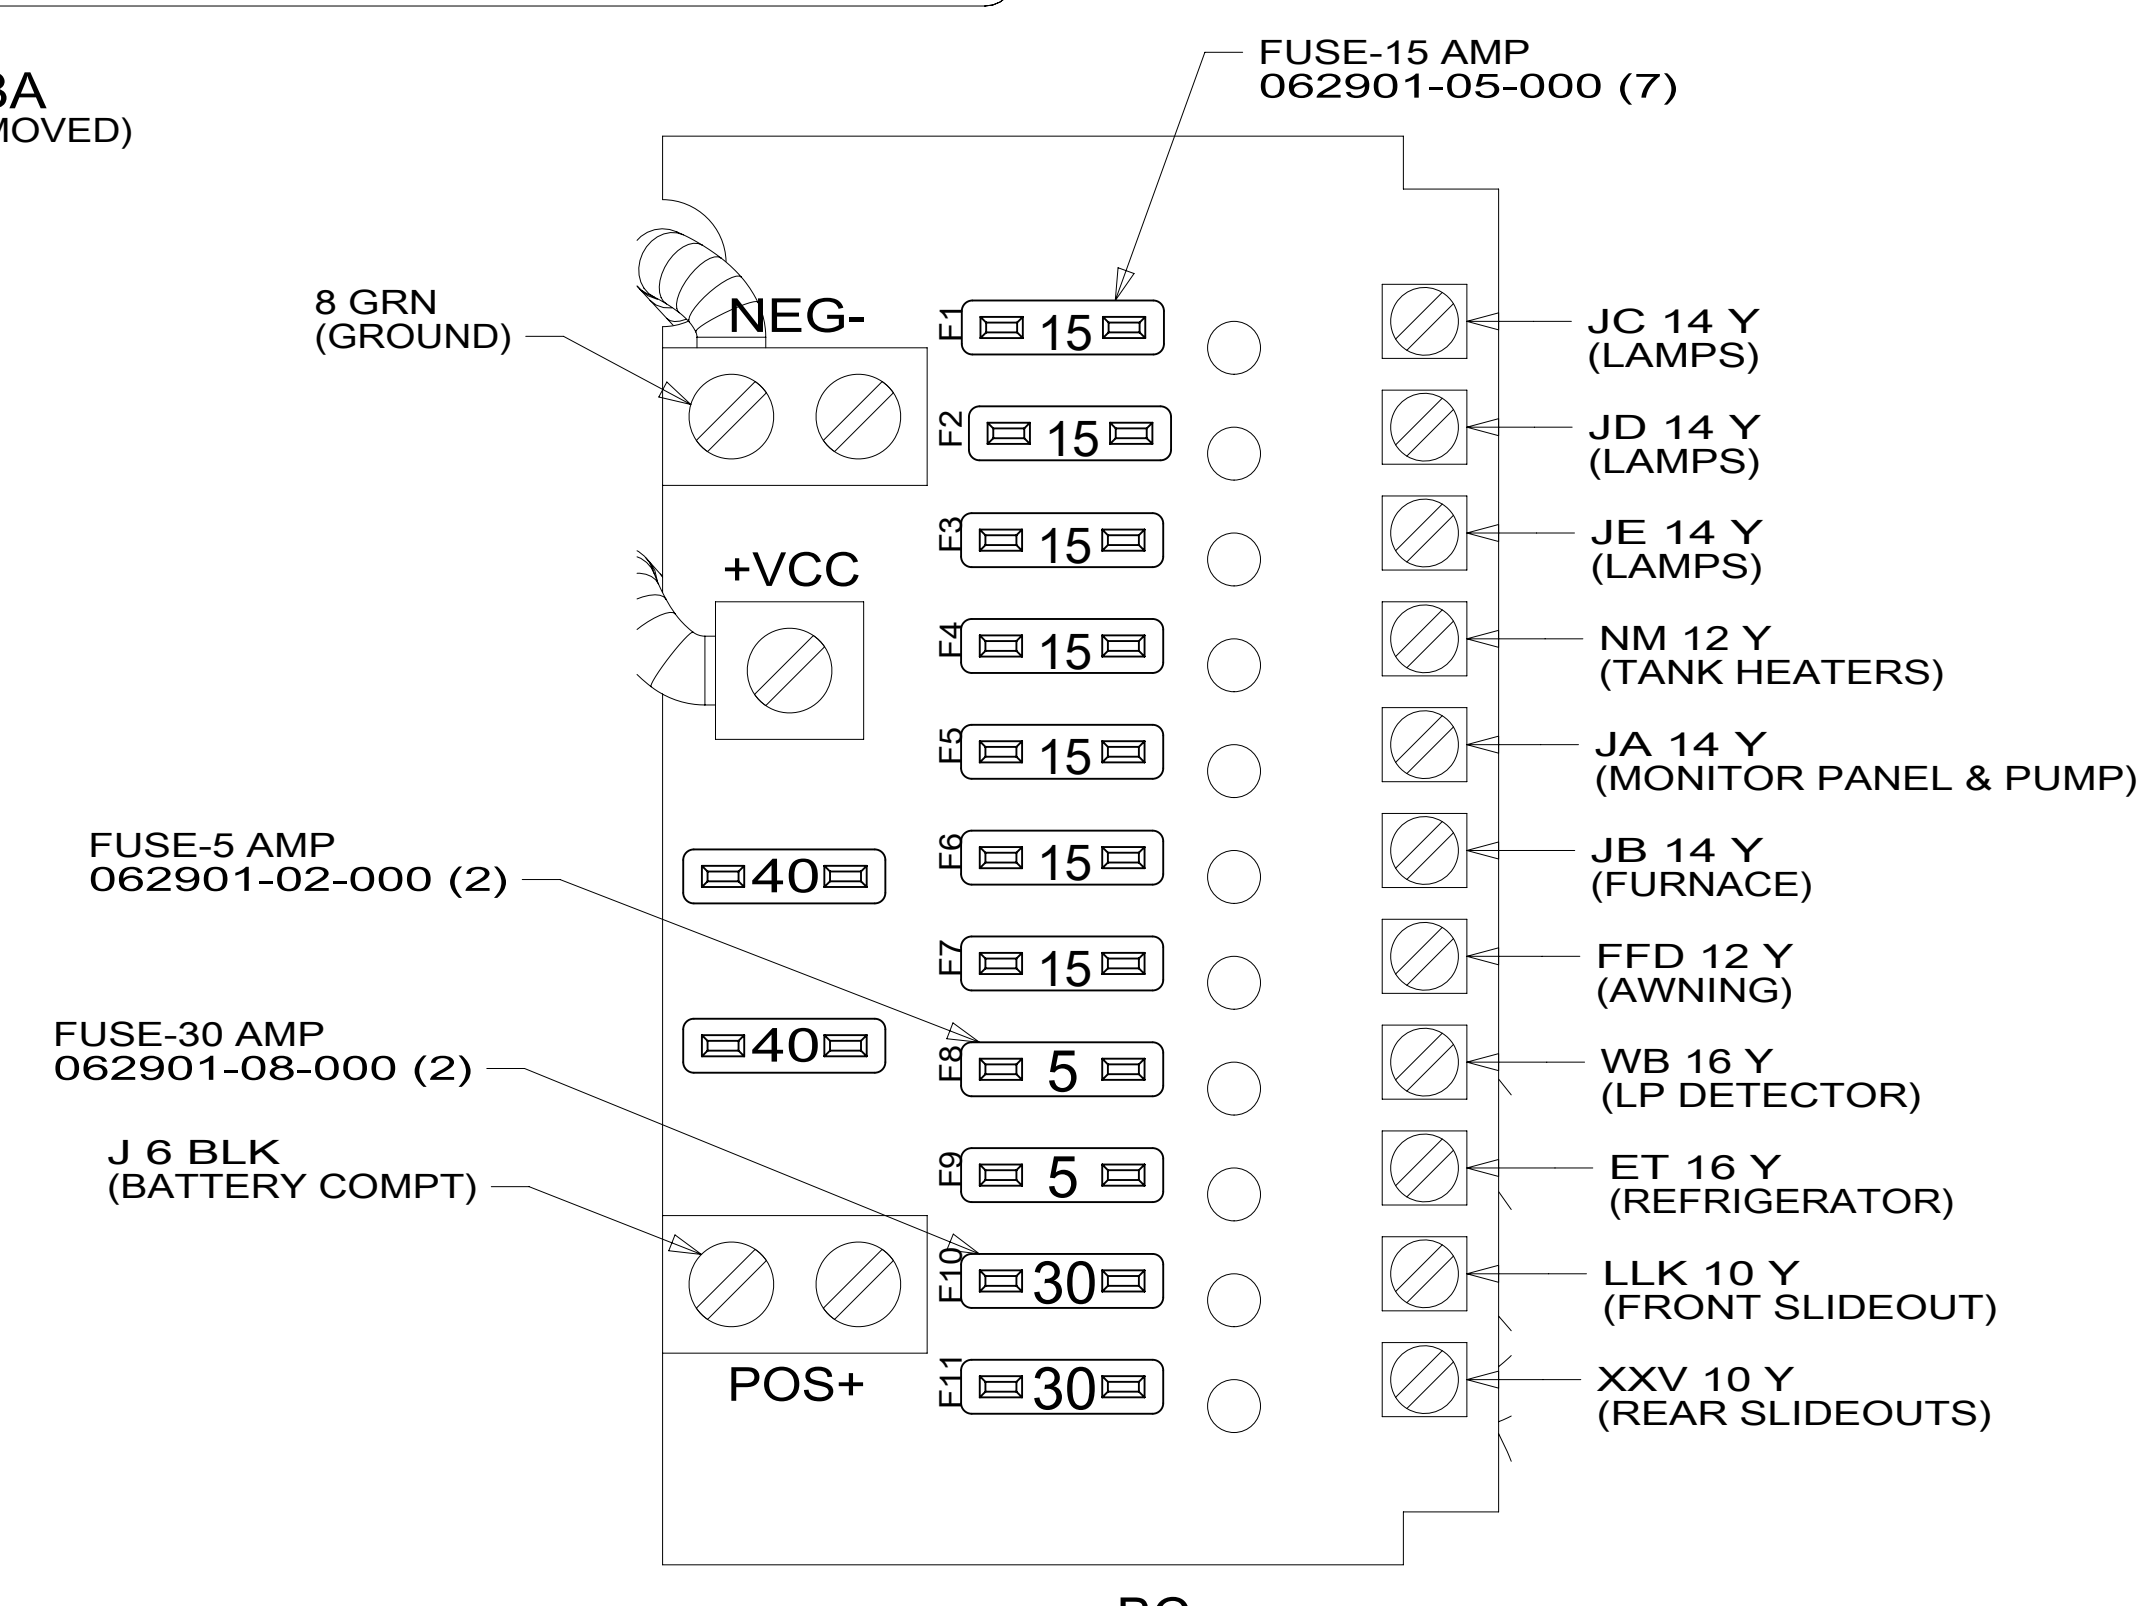 FUSE-15 AMP
062901-05-000 (7)
MOVED)
8 GRN
(GROUND)
NEG-
+VCC
FUSE-5 AMP
062901-02-000 (2)
FUSE-30 AMP
062901-08-000 (2)
J 6 BLK
(BATTERY COMPT)
40
40
POS+
F1 15
F2 15
F3 15
F4 15
F5 15
F6 15
F7 15
F8 5
F9 5
F10 30
F11 30
JC 14 Y
(LAMPS)
JD 14 Y
(LAMPS)
JE 14 Y
(LAMPS)
NM 12 Y
(TANK HEATERS)
JA 14 Y
(MONITOR PANEL & PUMP)
JB 14 Y
(FURNACE)
FFD 12 Y
(AWNING)
WB 16 Y
(LP DETECTOR)
ET 16 Y
(REFRIGERATOR)
LLK 10 Y
(FRONT SLIDEOUT)
XXV 10 Y
(REAR SLIDEOUTS)